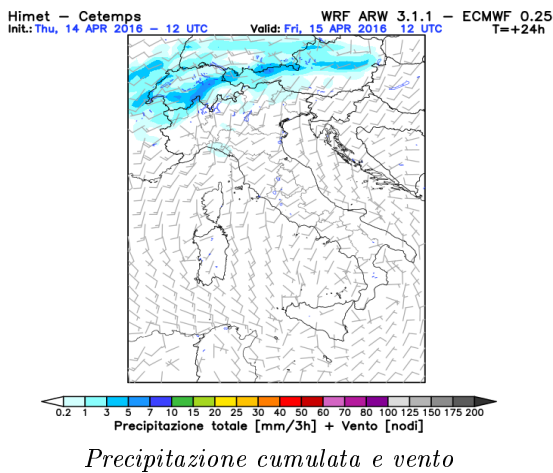 Himet – Cetemps WRF ARW 3.1.1 – ECMWF 0.25
Init.: Thu, 14 APR 2016 – 12 UTC Valid: Fri, 15 APR 2016 12 UTC T=+24h
0.2 1 3 5 7 10 15 20 25 30 40 50 60 70 80 100 125 150 175 200
Precipitazione totale [mm/3h] + Vento [nodi]
Precipitazione cumulata e vento